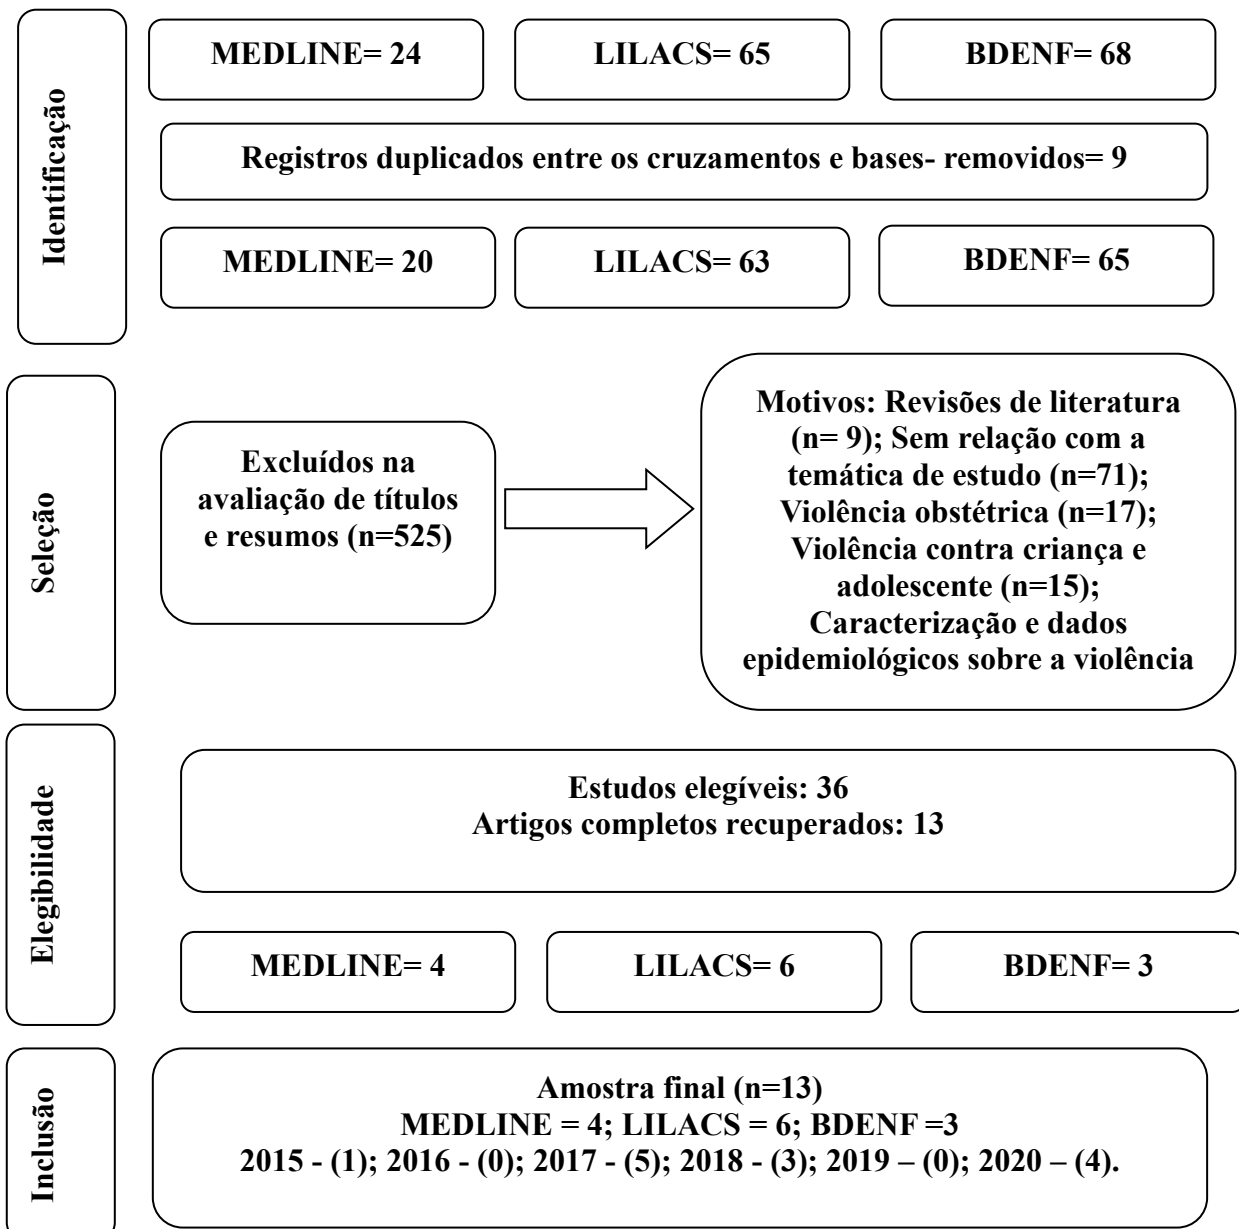 Identificação
MEDLINE= 24
LILACS= 65
BDENF= 68
Registros duplicados entre os cruzamentos e bases- removidos= 9
MEDLINE= 20
LILACS= 63
BDENF= 65
Seleção
Excluídos na
avaliação de títulos
e resumos (n=525)
Motivos: Revisões de literatura
(n= 9); Sem relação com a
temática de estudo (n=71);
Violência obstétrica (n=17);
Violência contra criança e
adolescente (n=15);
Caracterização e dados
epidemiológicos sobre a violência
Elegibilidade
Estudos elegíveis: 36
Artigos completos recuperados: 13
MEDLINE= 4
LILACS= 6
BDENF= 3
Inclusão
Amostra final (n=13)
MEDLINE = 4; LILACS = 6; BDENF =3
2015 - (1); 2016 - (0); 2017 - (5); 2018 - (3); 2019 – (0); 2020 – (4).